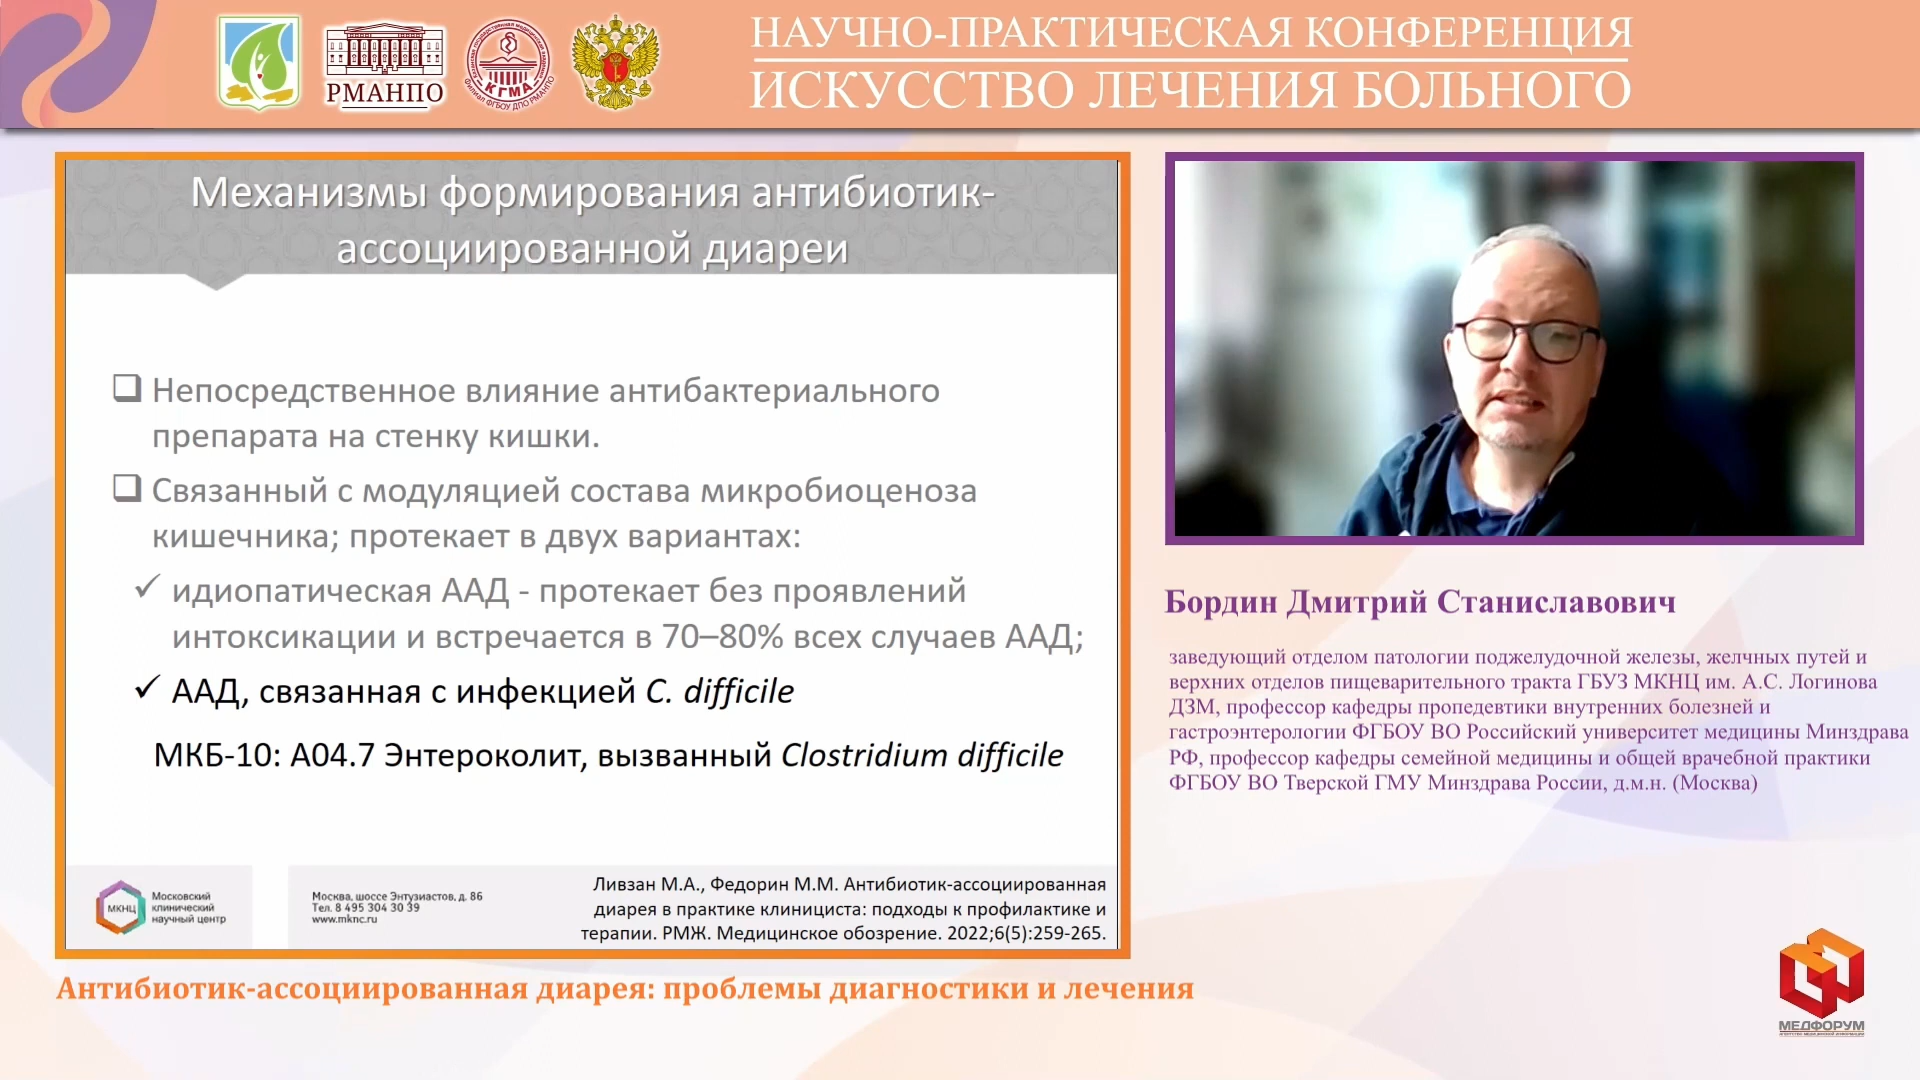 РМАНПО
КГМА
НАУЧНО-ПРАКТИЧЕСКАЯ КОНФЕРЕНЦИЯ
ИСКУССТВО ЛЕЧЕНИЯ БОЛЬНОГО
Механизмы формирования антибиотик-
ассоциированной диареи
Непосредственное влияние антибактериального
препарата на стенку кишки.
Связанный с модуляцией состава микробиоценоза
кишечника; протекает в двух вариантах:
идиопатическая ААД - протекает без проявлений
интоксикации и встречается в 70–80% всех случаев ААД;
ААД, связанная с инфекцией C. difficile
МКБ-10: А04.7 Энтероколит, вызванный Clostridium difficile
МКНЦ
Московский
клинический
научный центр
Москва, шоссе Энтузиастов, д. 86
Тел. 8 495 304 30 39
www.mknc.ru
Ливзан М.А., Федорин М.М. Антибиотик-ассоциированная
диарея в практике клинициста: подходы к профилактике и
терапии. РМЖ. Медицинское обозрение. 2022;6(5):259-265.
Бордин Дмитрий Станиславович
заведующий отделом патологии поджелудочной железы, желчных путей и
верхних отделов пищеварительного тракта ГБУЗ МКНЦ им. А.С. Логинова
ДЗМ, профессор кафедры пропедевтики внутренних болезней и
гастроэнтерологии ФГБОУ ВО Российский университет медицины Минздрава
РФ, профессор кафедры семейной медицины и общей врачебной практики
ФГБОУ ВО Тверской ГМУ Минздрава России, д.м.н. (Москва)
Антибиотик-ассоциированная диарея: проблемы диагностики и лечения
МЕДФОРУМ